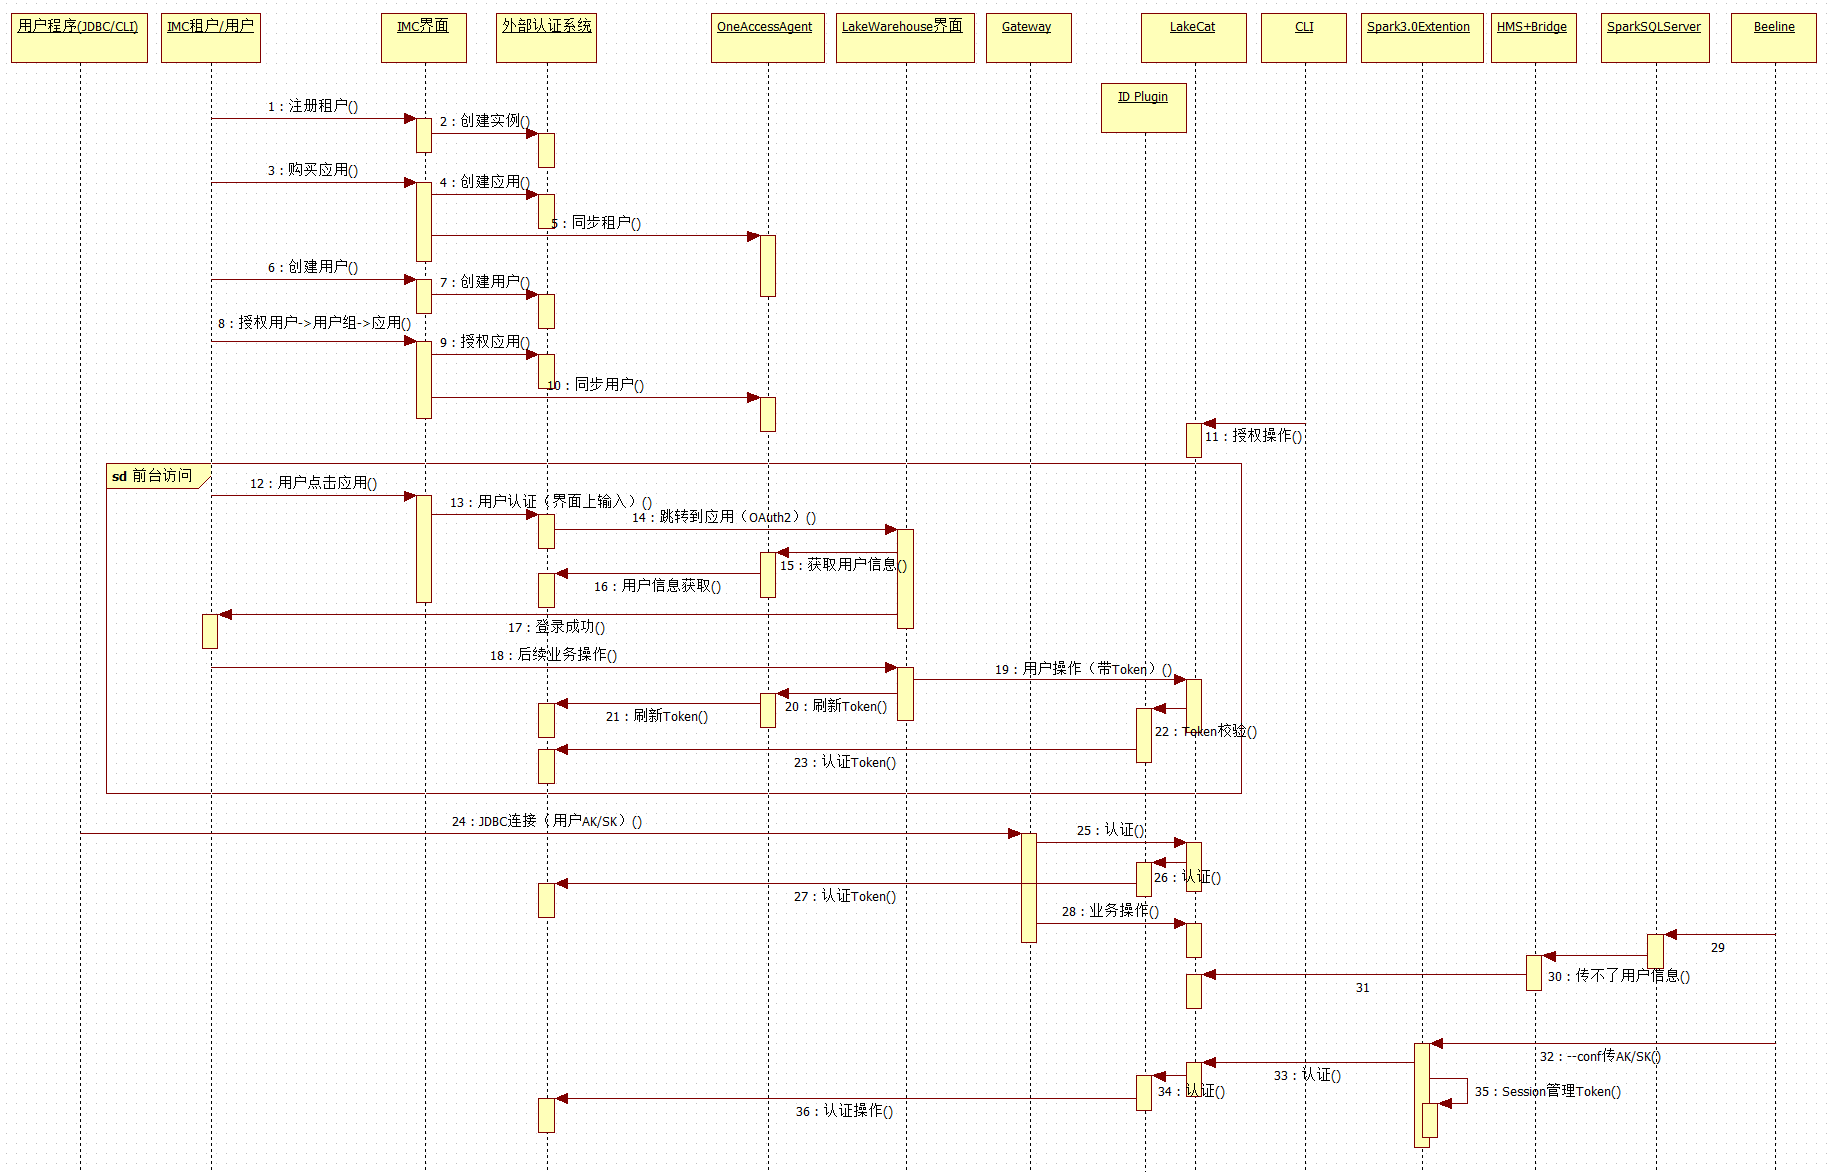 用户程序(JDBC/CLI)
IMC租户/用户
IMC界面
外部认证系统
OneAccessAgent
LakeWarehouse界面
Gateway
LakeCat
CLI
Spark3.0Extention
HMS+Bridge
SparkSQLServer
Beeline
ID Plugin
1 : 注册租户()
2 : 创建实例()
3 : 购买应用()
4 : 创建应用()
5 : 同步租户()
6 : 创建用户()
7 : 创建用户()
8 : 授权用户->用户组->应用()
9 : 授权应用()
10 : 同步用户()
11 : 授权操作()
sd 前台访问
12 : 用户点击应用()
13 : 用户认证（界面上输入）()
14 : 跳转到应用（OAuth2）()
15 : 获取用户信息()
16 : 用户信息获取()
17 : 登录成功()
18 : 后续业务操作()
19 : 用户操作（带Token）()
20 : 刷新Token()
21 : 刷新Token()
22 : Token校验()
23 : 认证Token()
24 : JDBC连接（用户AK/SK）()
25 : 认证()
26 : 认证()
27 : 认证Token()
28 : 业务操作()
29
30 : 传不了用户信息()
31
32 : --conf传AK/SK()
33 : 认证()
34 : 认证()
35 : Session管理Token()
36 : 认证操作()